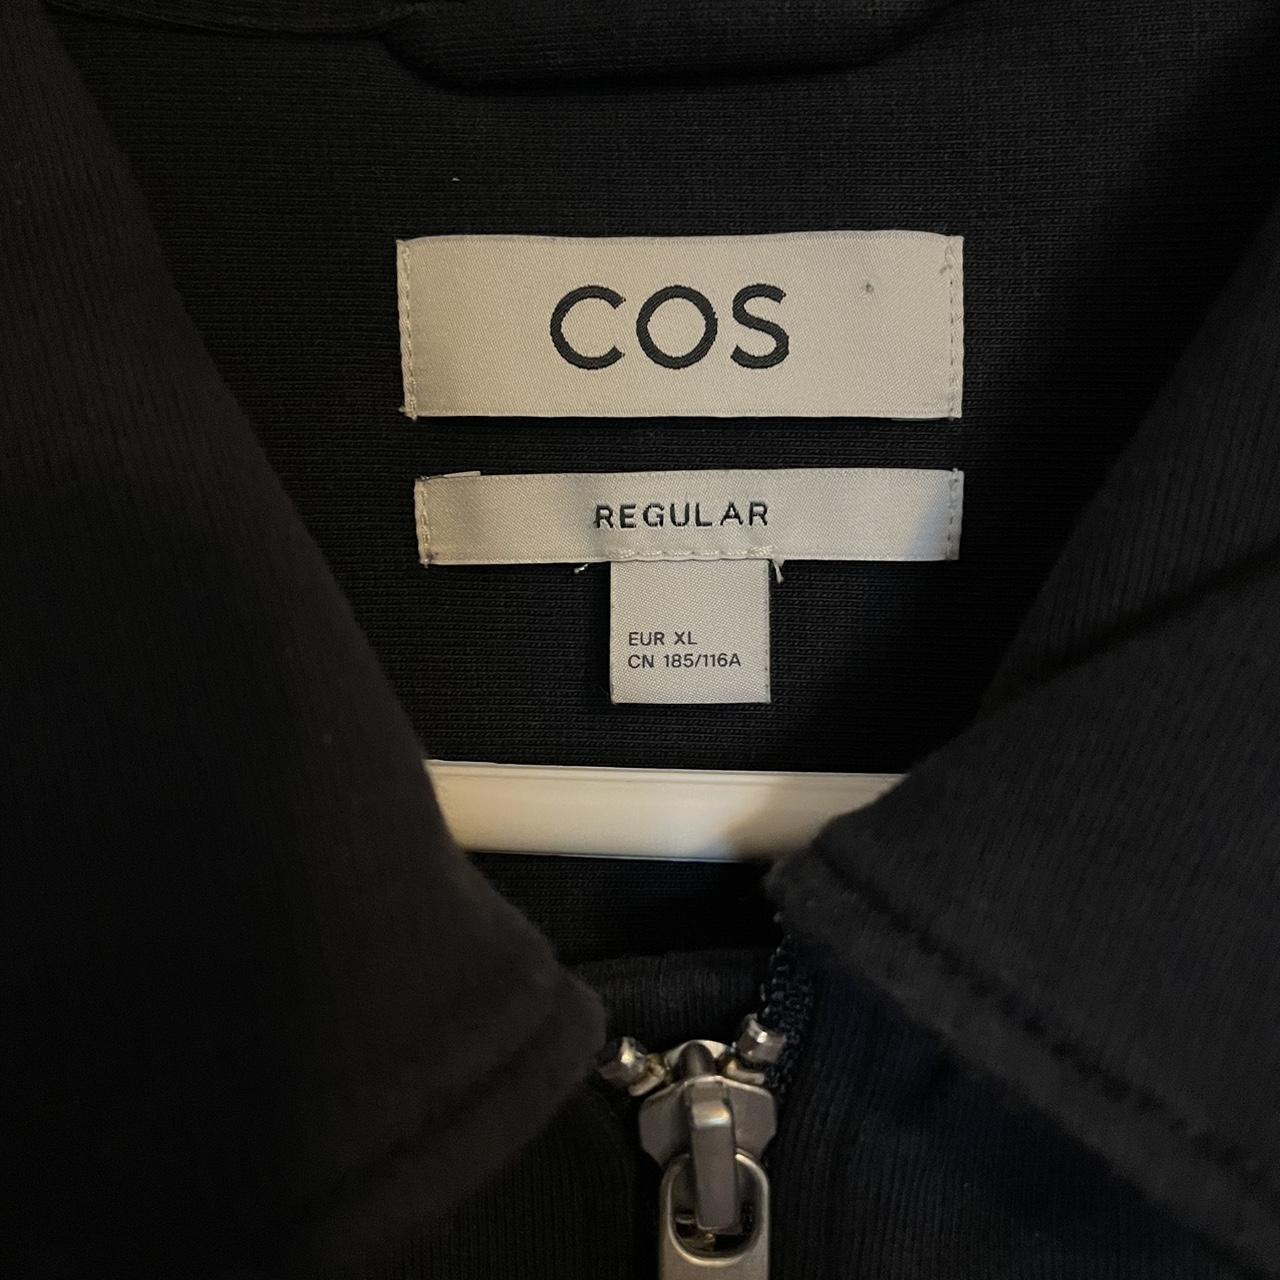 COS
REGULAR
EUR XL
CN 185/116A